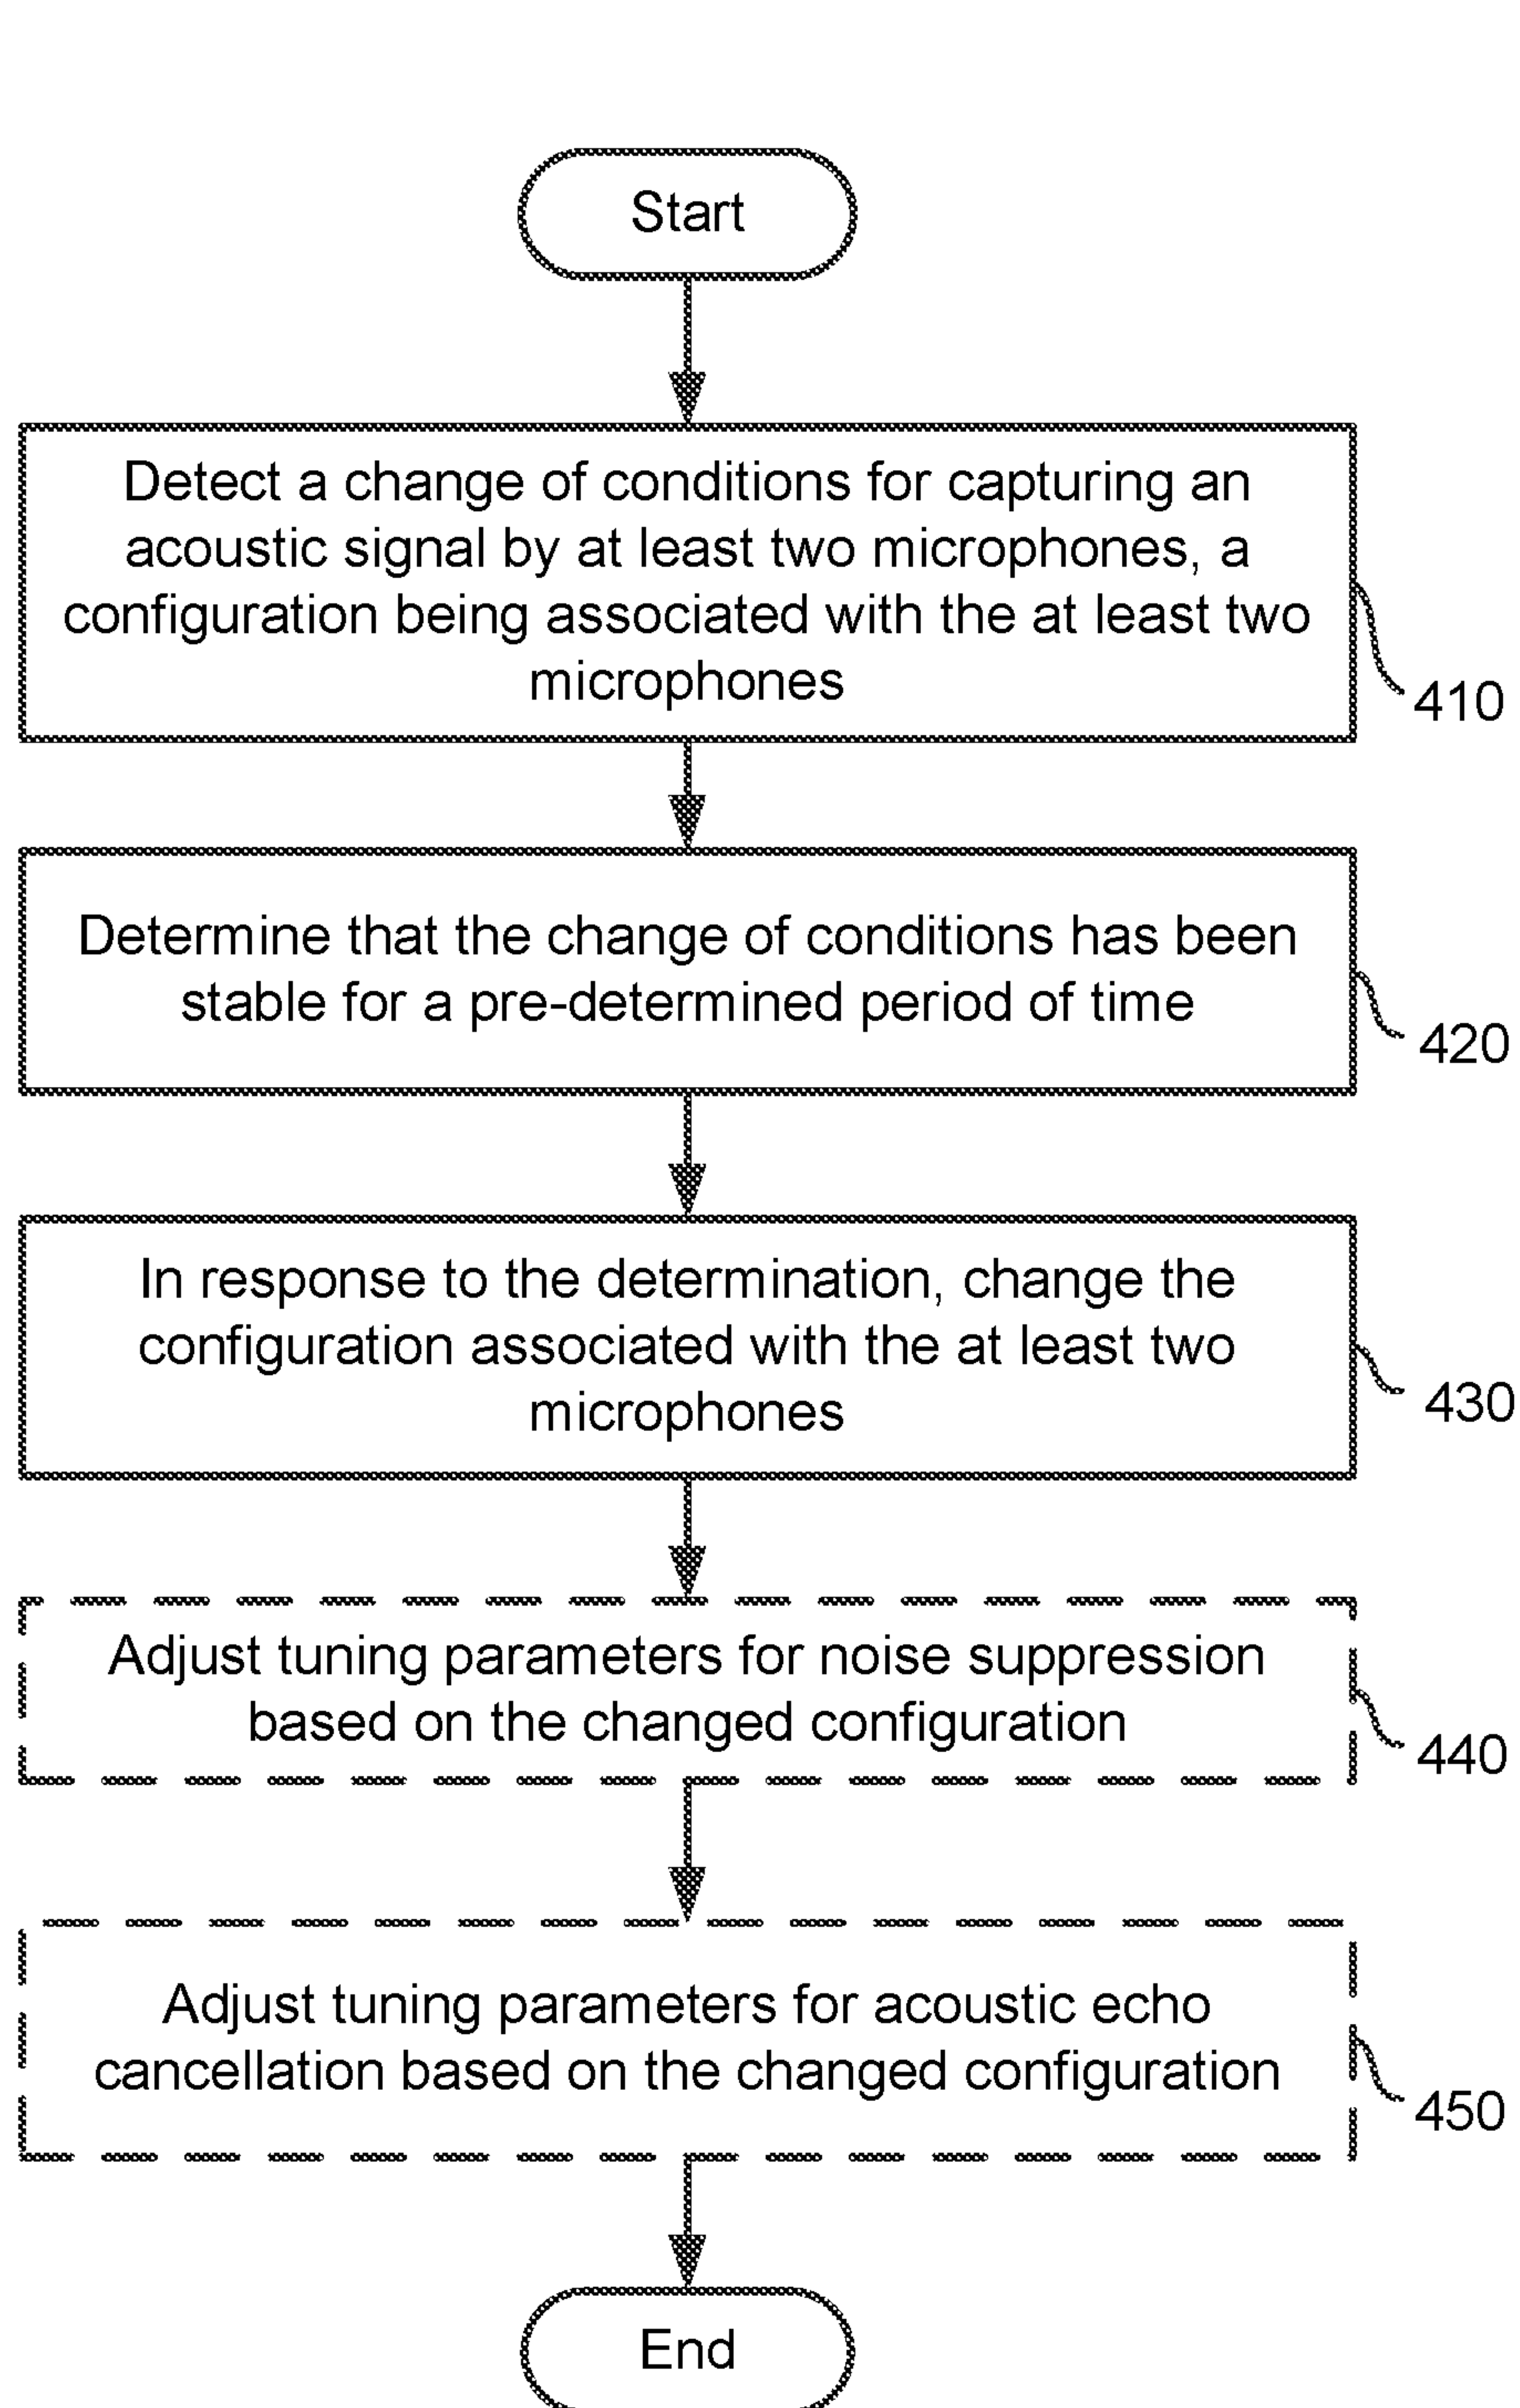 Start
Detect a change of conditions for capturing an
acoustic signal by at least two microphones, a
configuration being associated with the at least two
microphones
410
Determine that the change of conditions has been
stable for a pre-determined period of time
420
In response to the determination, change the
configuration associated with the at least two
microphones
430
Adjust tuning parameters for noise suppression
based on the changed configuration
440
Adjust tuning parameters for acoustic echo
cancellation based on the changed configuration
450
End